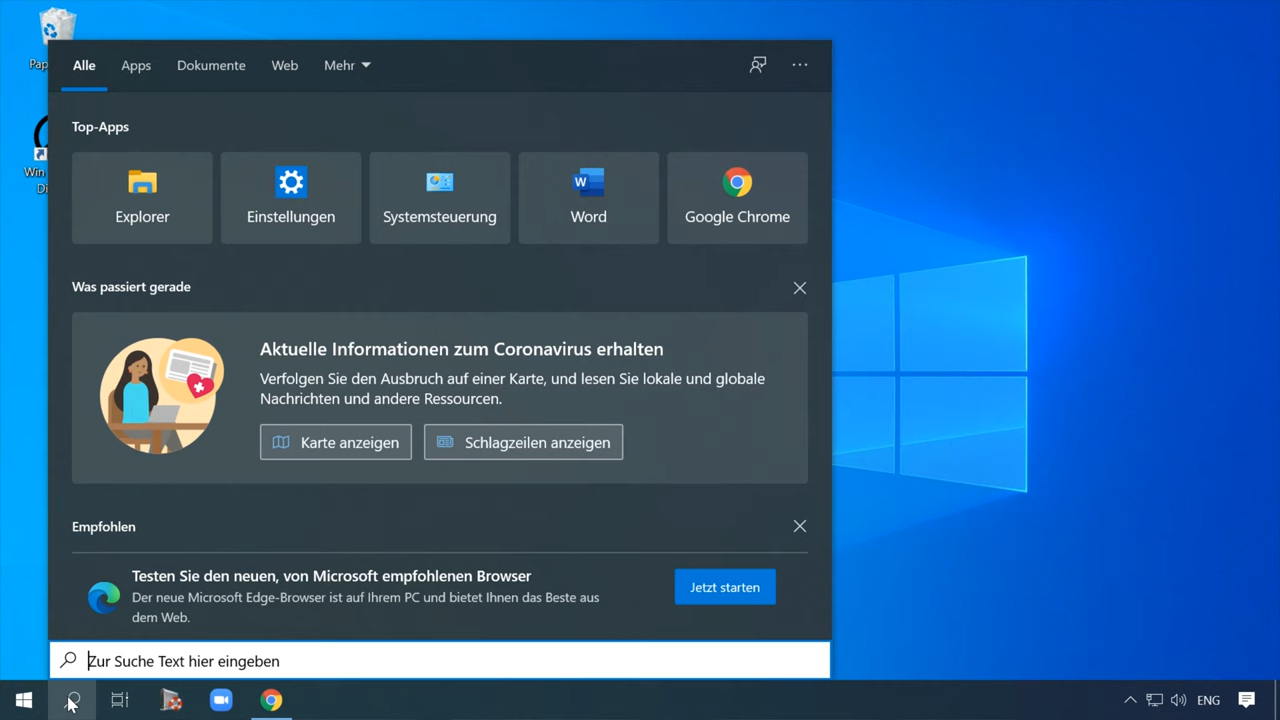 Alle
Apps
Dokumente
Web
Mehr
Top-Apps
Explorer
Einstellungen
Systemsteuerung
Word
Google Chrome
Was passiert gerade
Aktuelle Informationen zum Coronavirus erhalten
Verfolgen Sie den Ausbruch auf einer Karte, und lesen Sie lokale und globale
Nachrichten und andere Ressourcen.
Karte anzeigen
Schlagzeilen anzeigen
Empfohlen
Testen Sie den neuen, von Microsoft empfohlenen Browser
Der neue Microsoft Edge-Browser ist auf Ihrem PC und bietet Ihnen das Beste aus
dem Web.
Jetzt starten
Zur Suche Text hier eingeben
Win
ENG